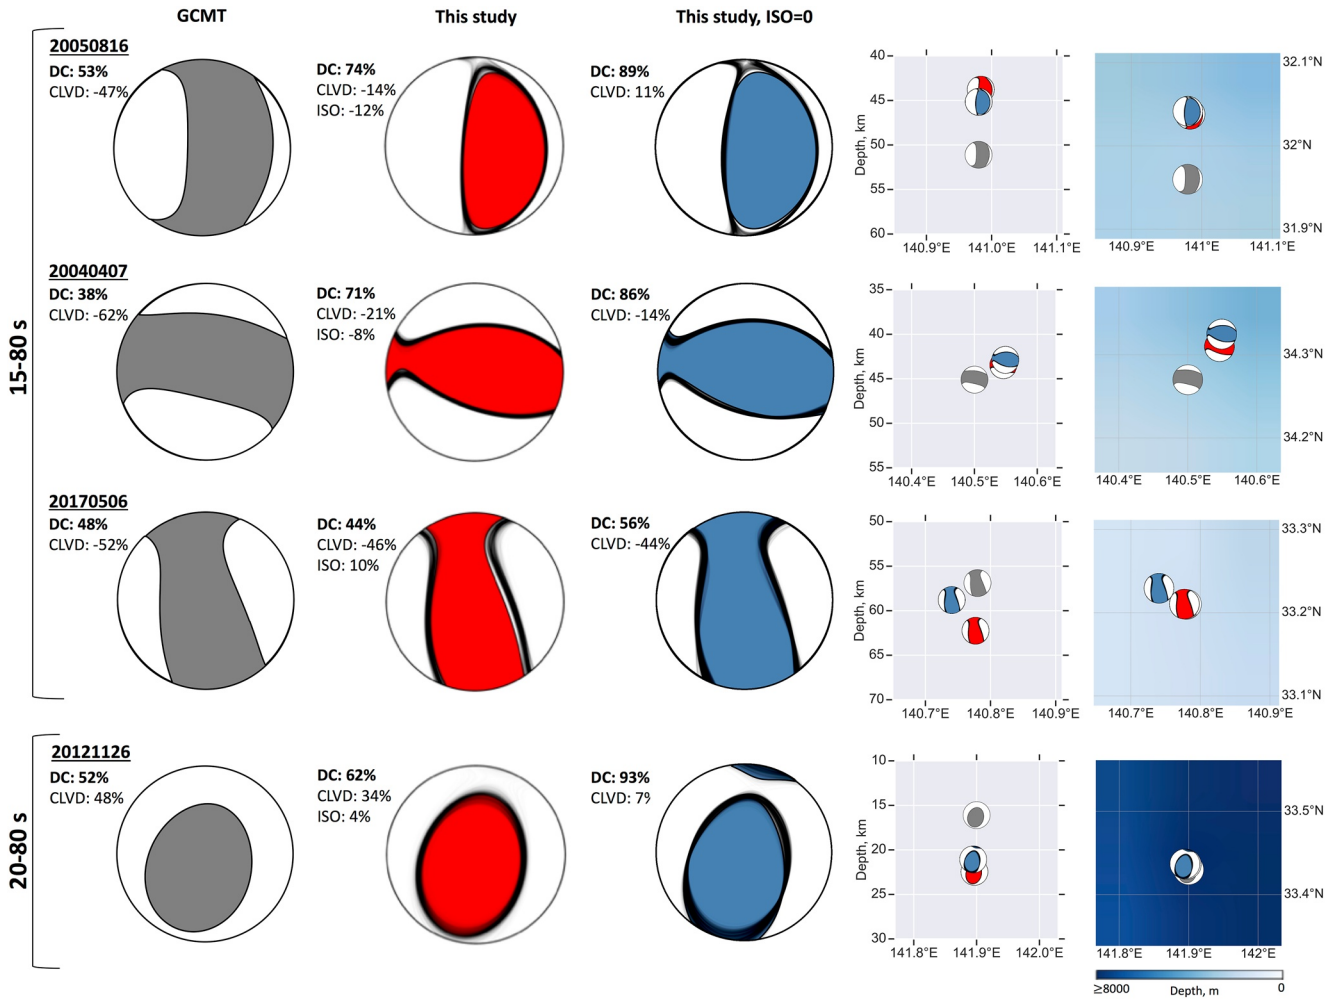 GCMT
This study
This study, ISO=0
15-80 s
20050816
DC: 53%
CLVD: -47%
DC: 74%
CLVD: -14%
ISO: -12%
DC: 89%
CLVD: 11%
40
45
50
55
60
Depth, km
140.9°E 141.0°E 141.1°E
32.1°N
32°N
31.9°N
140.9°E 141°E 141.1°E
20040407
DC: 38%
CLVD: -62%
DC: 71%
CLVD: -21%
ISO: -8%
DC: 86%
CLVD: -14%
35
40
45
50
55
Depth, km
140.4°E 140.5°E 140.6°E
34.3°N
34.2°N
140.4°E 140.5°E 140.6°E
20170506
DC: 48%
CLVD: -52%
DC: 44%
CLVD: -46%
ISO: 10%
DC: 56%
CLVD: -44%
50
55
60
65
70
Depth, km
140.7°E 140.8°E 140.9°E
33.3°N
33.2°N
33.1°N
140.7°E 140.8°E 140.9°E
20-80 s
20121126
DC: 52%
CLVD: 48%
DC: 62%
CLVD: 34%
ISO: 4%
DC: 93%
CLVD: 7%
10
15
20
25
30
Depth, km
141.8°E 141.9°E 142.0°E
33.5°N
33.4°N
141.8°E 141.9°E 142°E
≥8000 Depth, m 0